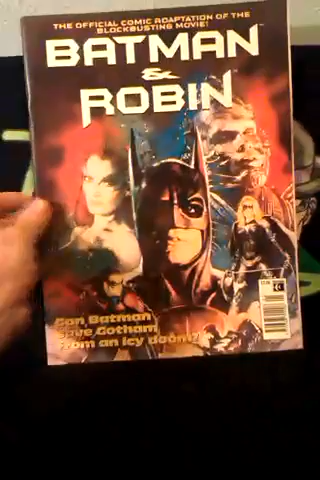 THE OFFICIAL COMIC ADAPTATION OF THE
BLOCKBUSTING MOVIE!
BATMAN
&
ROBIN
Can Batman
save Gotham
from an icy doom?